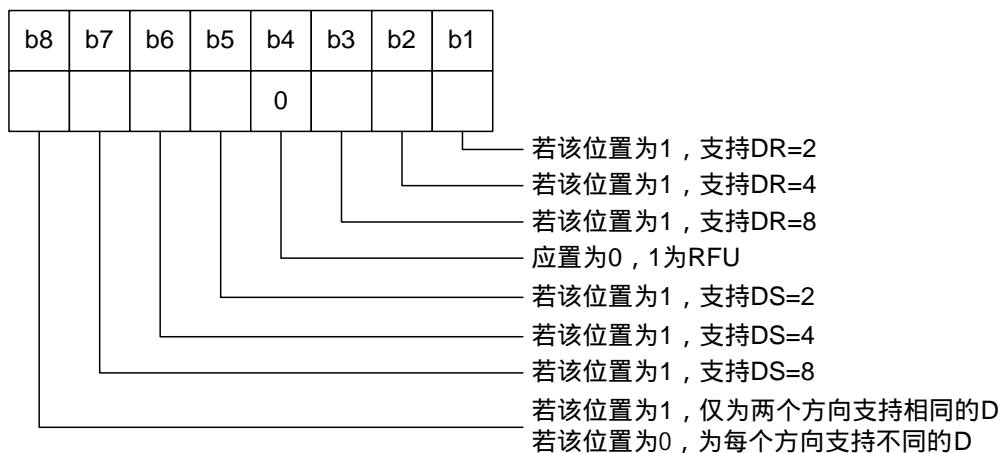 b8 b7 b6 b5 b4 b3 b2 b1
0
若该位置为1，支持DR=2
若该位置为1，支持DR=4
若该位置为1，支持DR=8
应置为0，1为RFU
若该位置为1，支持DS=2
若该位置为1，支持DS=4
若该位置为1，支持DS=8
若该位置为1，仅为两个方向支持相同的D
若该位置为0，为每个方向支持不同的D